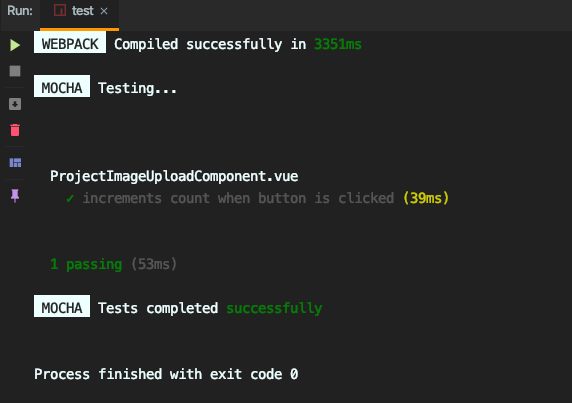 Run: test ×
WEBPACK Compiled successfully in 3351ms
MOCHA Testing...
ProjectImageUploadComponent.vue
✓ increments count when button is clicked (39ms)
1 passing (53ms)
MOCHA Tests completed successfully
Process finished with exit code 0